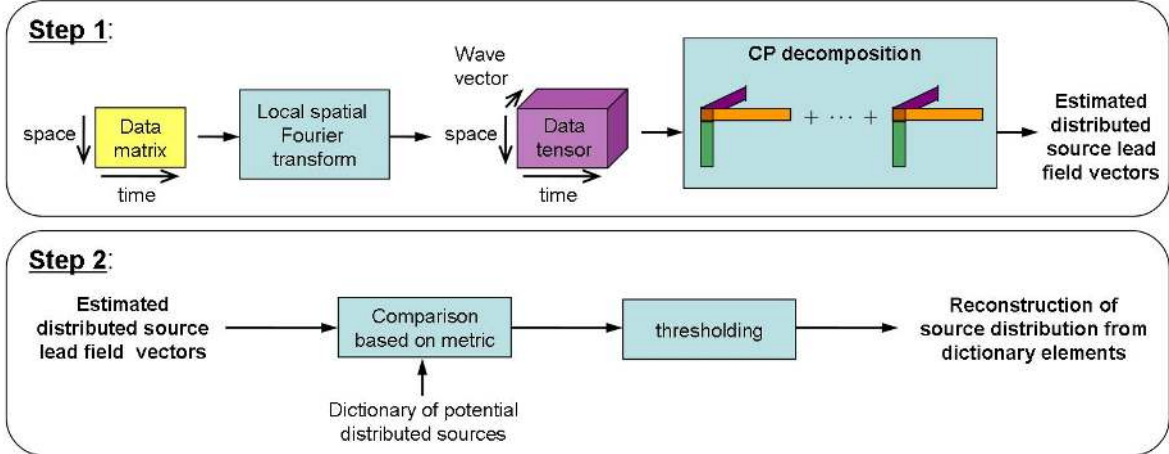 Step 1:
space
Data
matrix
time
Local spatial
Fourier
transform
Wave
vector
space
Data
tensor
time
CP decomposition
+ ··· +
Estimated
distributed
source lead
field vectors
Step 2:
Estimated
distributed source
lead field vectors
Comparison
based on metric
Dictionary of potential
distributed sources
thresholding
Reconstruction of
source distribution from
dictionary elements